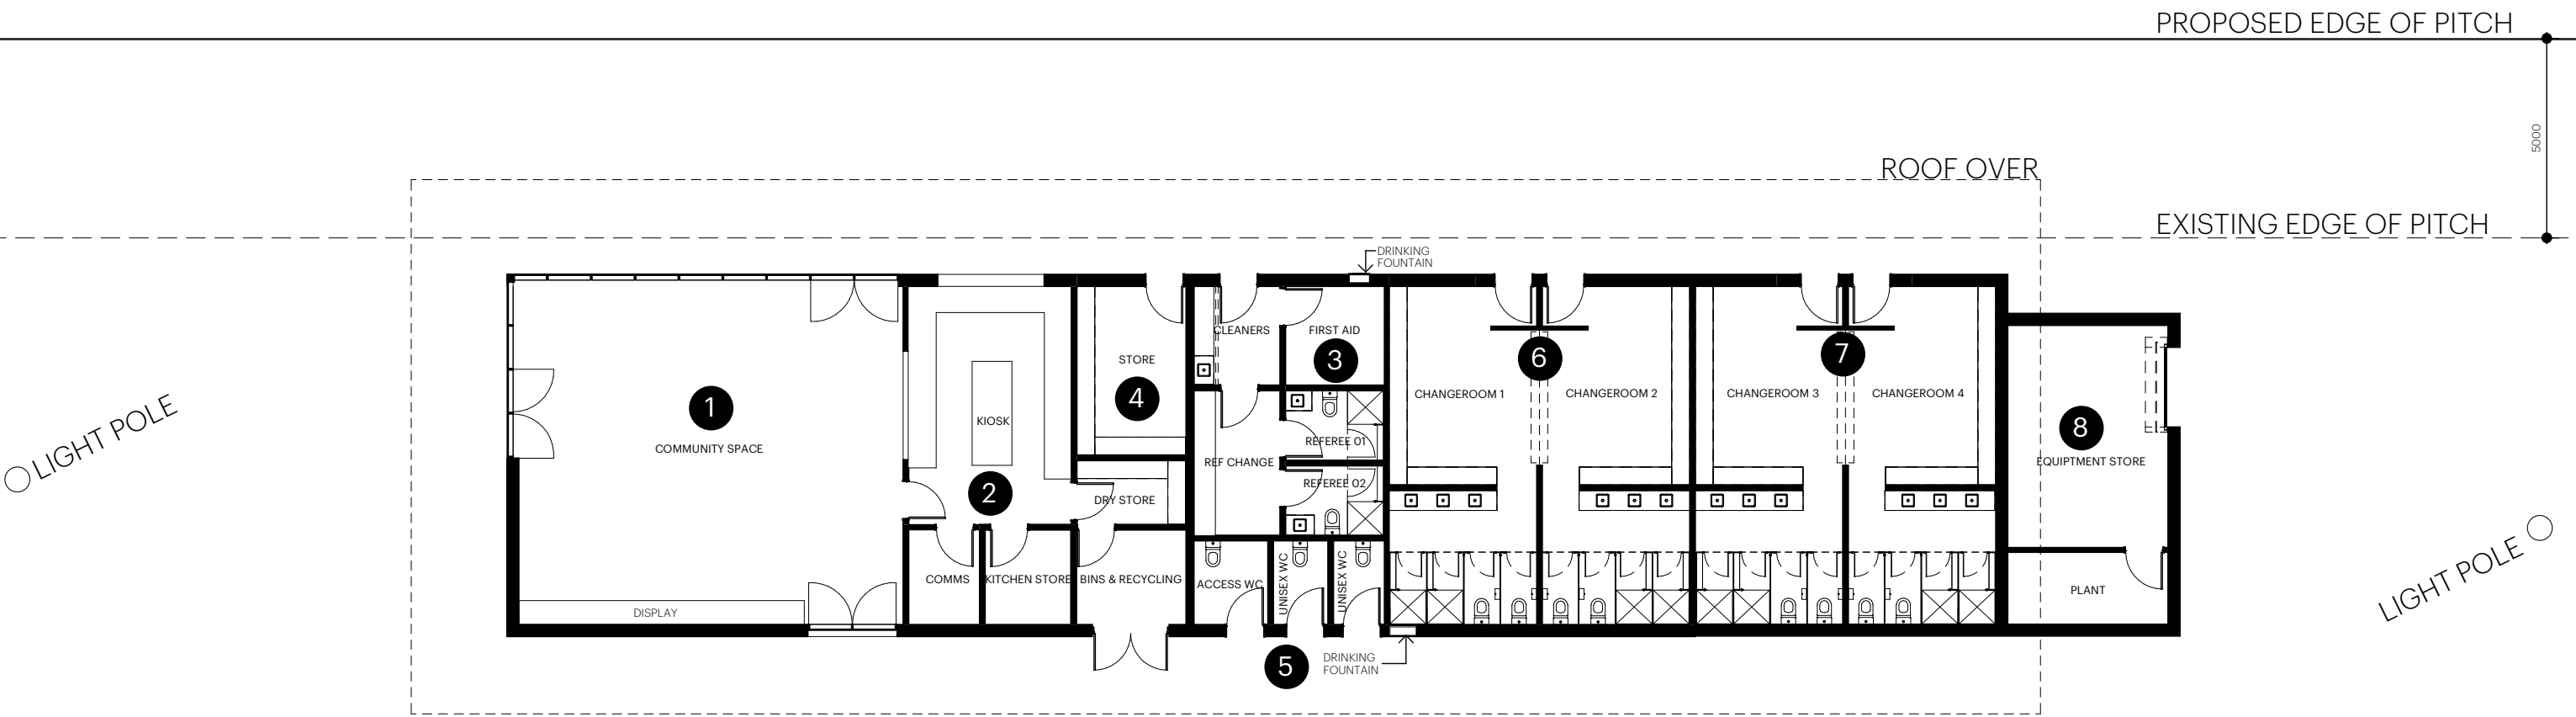 PROPOSED EDGE OF PITCH
5000
ROOF OVER
EXISTING EDGE OF PITCH
DRINKING
FOUNTAIN
CLEANERS
FIRST AID
3
STORE
4
6
7
CHANGEROOM 1
CHANGEROOM 2
CHANGEROOM 3
CHANGEROOM 4
1
COMMUNITY SPACE
KIOSK
2
8
EQUIPTMENT STORE
LIGHT POLE
REFEREE 01
REF CHANGE
REFEREE 02
DRY STORE
COMMS
KITCHEN STORE
BINS & RECYCLING
ACCESS WC
UNISEX WC
UNISEX WC
PLANT
LIGHT POLE
DISPLAY
5
DRINKING
FOUNTAIN